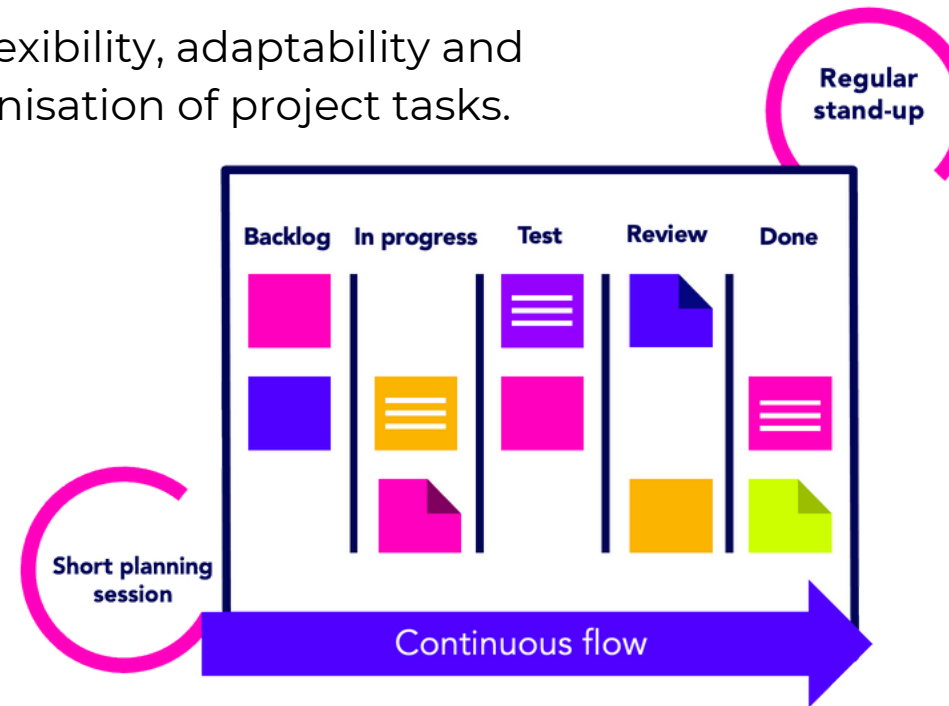 exibility, adaptability and
nisation of project tasks.
Regular
stand-up
Backlog In progress Test Review Done
Short planning
session
Continuous flow